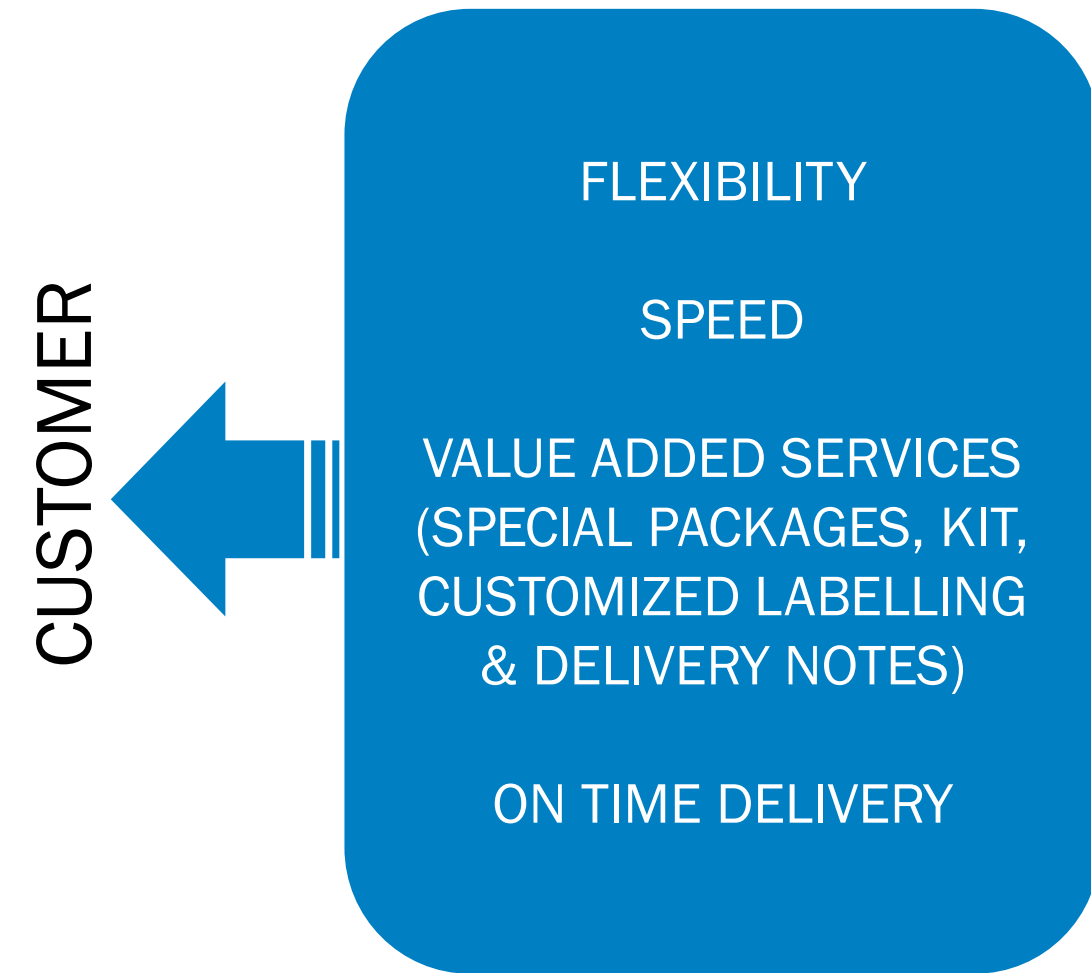 CUSTOMER
FLEXIBILITY
SPEED
VALUE ADDED SERVICES
(SPECIAL PACKAGES, KIT,
CUSTOMIZED LABELLING
& DELIVERY NOTES)
ON TIME DELIVERY